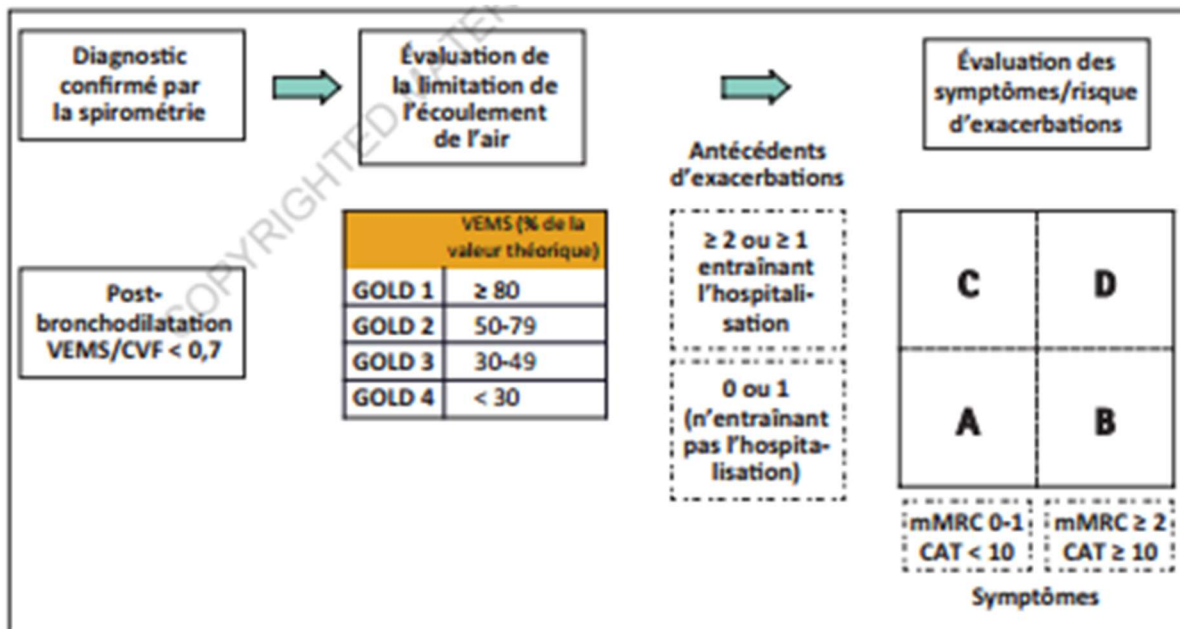 Diagnostic
confirmé par
la spirométrie
Évaluation de
la limitation de
l'écoulement
de l'air
Évaluation des
symptômes/risque
d'exacerbations
Antécédents
d'exacerbations
Post-
bronchodilatation
VEMS/CVF < 0,7
VEMS (% de la
valeur théorique)
GOLD 1 ≥ 80
GOLD 2 50-79
GOLD 3 30-49
GOLD 4 < 30
≥ 2 ou ≥ 1
entraînant
l'hospitali-
sation
0 ou 1
(n'entraînant
pas l'hospita-
lisation)
C D
A B
mMRC 0-1
CAT < 10
mMRC ≥ 2
CAT ≥ 10
Symptômes
COPYRIGHTED MATER